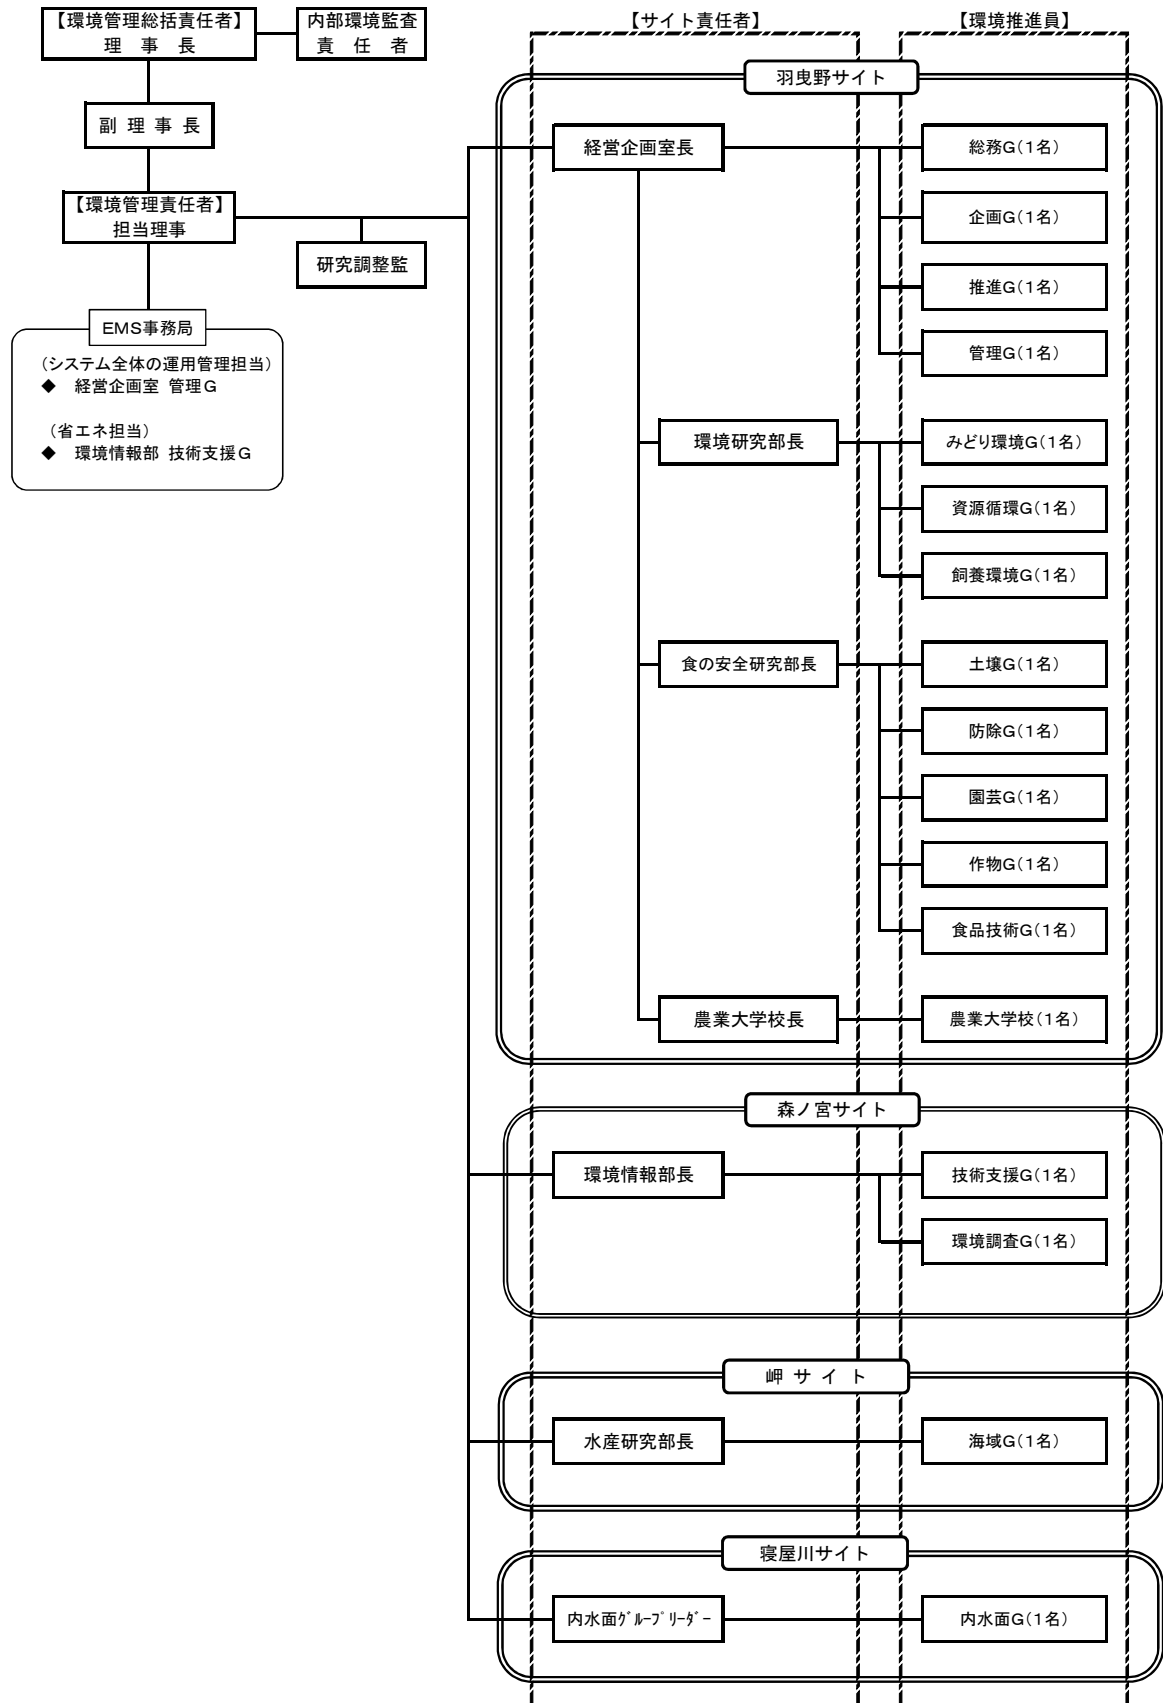 【環境管理総括責任者】
理 事 長
内部環境監査
責 任 者
副 理 事 長
【環境管理責任者】
担当理事
研究調整監
EMS事務局
(システム全体の運用管理担当)
◆ 経営企画室 管理G
(省エネ担当)
◆ 環境情報部 技術支援G
【サイト責任者】
【環境推進員】
羽曳野サイト
経営企画室長
総務G(1名)
企画G(1名)
推進G(1名)
管理G(1名)
環境研究部長
みどり環境G(1名)
資源循環G(1名)
飼養環境G(1名)
食の安全研究部長
土壌G(1名)
防除G(1名)
園芸G(1名)
作物G(1名)
食品技術G(1名)
農業大学校長
農業大学校(1名)
森ノ宮サイト
環境情報部長
技術支援G(1名)
環境調査G(1名)
岬 サ イ ト
水産研究部長
海域G(1名)
寝屋川サイト
内水面ｸﾞﾙｰﾌﾟﾘｰﾀﾞｰ
内水面G(1名)